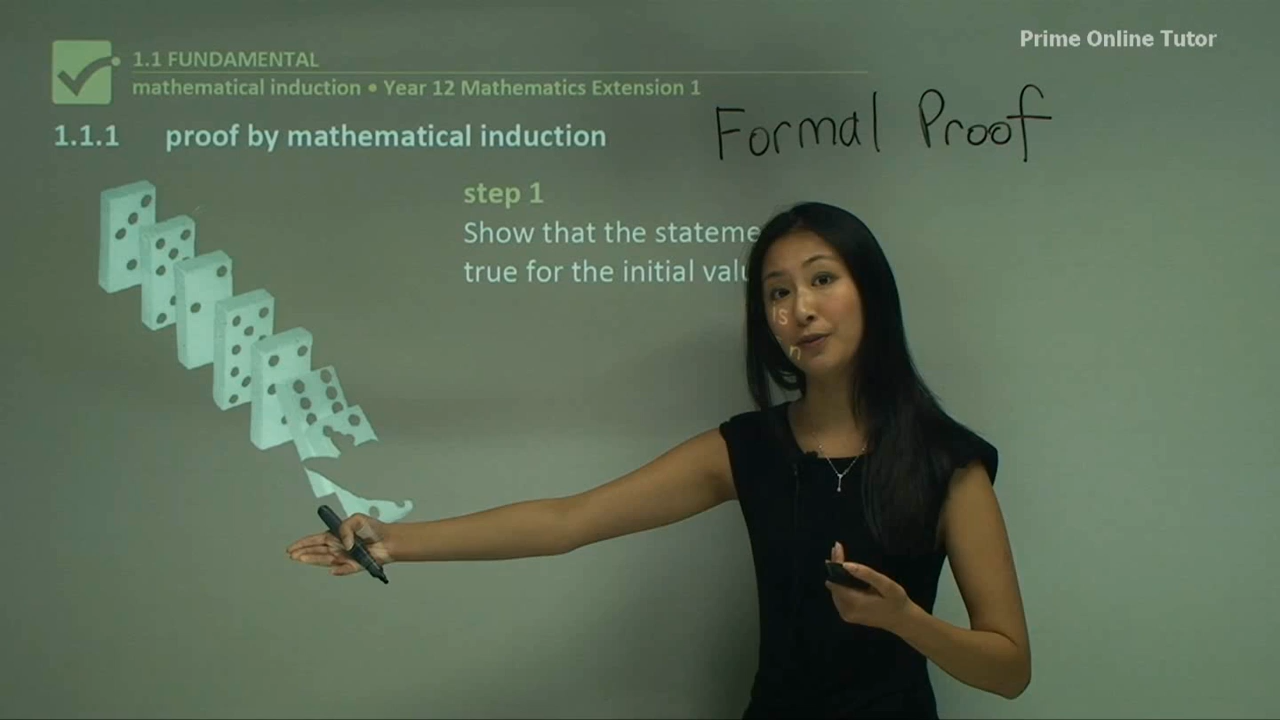 Prime Online Tutor
1.1 FUNDAMENTAL
mathematical induction • Year 12 Mathematics Extension 1
1.1.1 proof by mathematical induction
Formal Proof
step 1
Show that the stateme
true for the initial valu
is
n